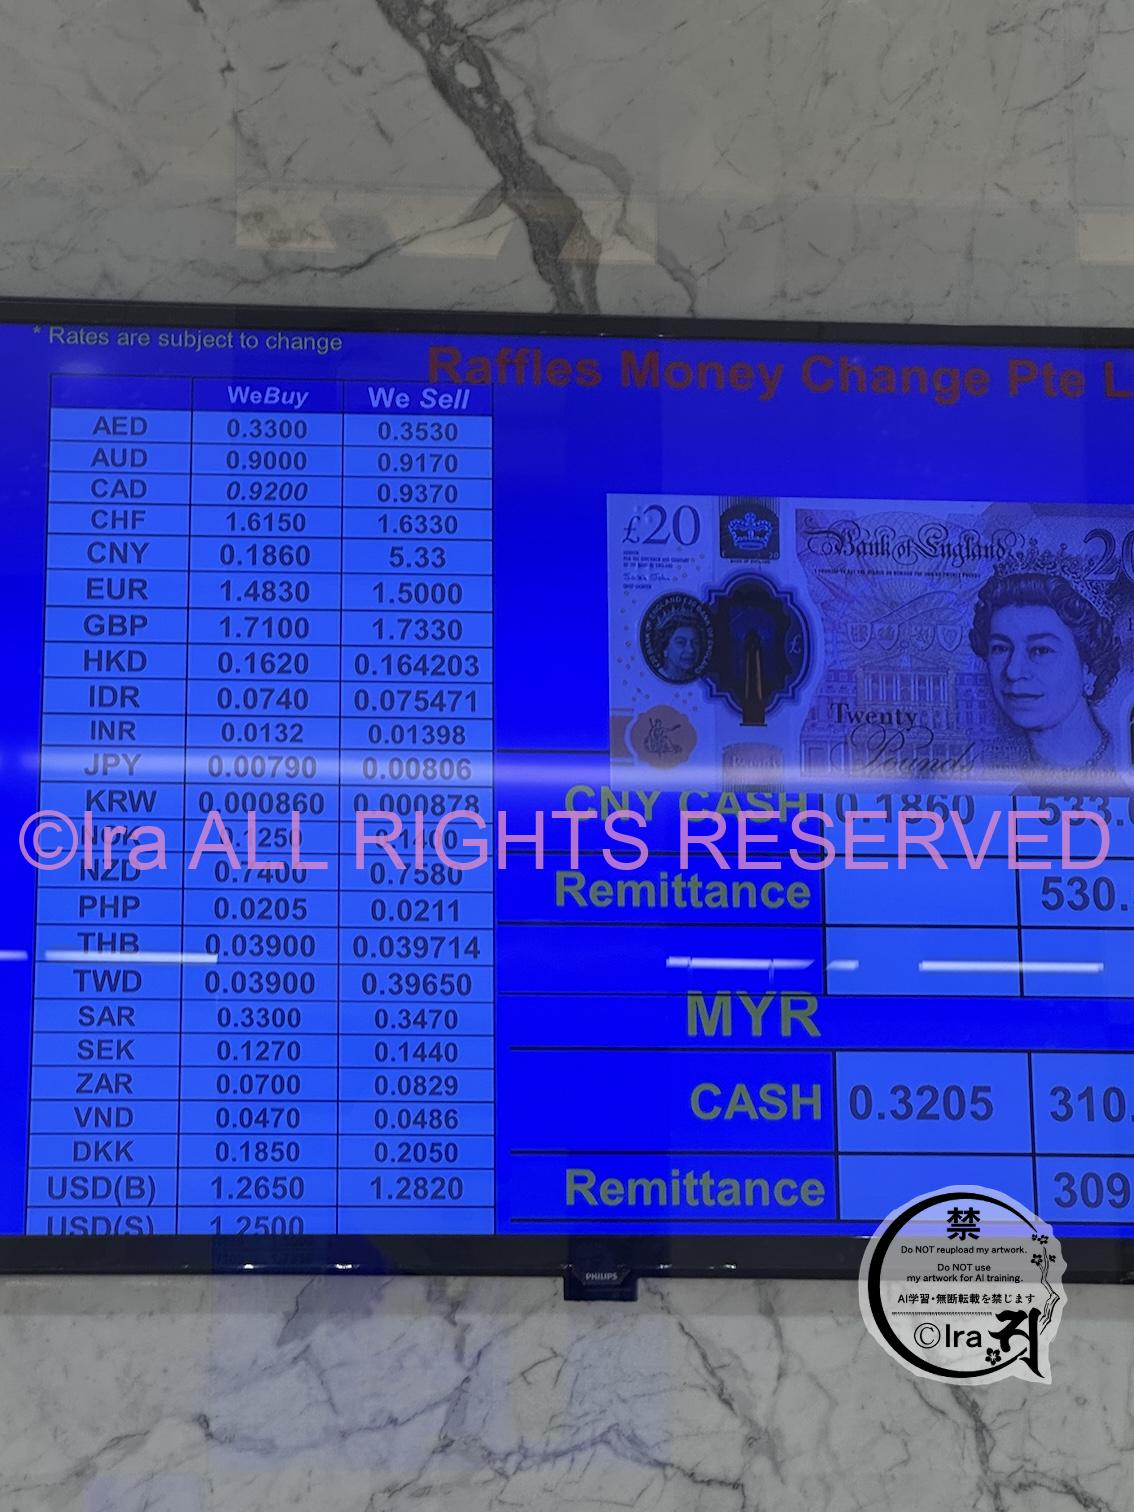 * Rates are subject to change
Raffles Money Change Pte L
WeBuy We Sell
AED 0.3300 0.3530
AUD 0.9000 0.9170
CAD 0.9200 0.9370
CHF 1.6150 1.6330
CNY 0.1860 5.33
EUR 1.4830 1.5000
GBP 1.7100 1.7330
HKD 0.1620 0.164203
IDR 0.0740 0.075471
INR 0.0132 0.01398
JPY 0.00790 0.00806
KRW 0.000860 0.000878
NZD 0.7400 0.7580
PHP 0.0205 0.0211
THB 0.03900 0.039714
TWD 0.03900 0.39650
SAR 0.3300 0.3470
SEK 0.1270 0.1440
ZAR 0.0700 0.0829
VND 0.0470 0.0486
DKK 0.1850 0.2050
USD(B) 1.2650 1.2820
USD(S) 1.2500
£20
Bank of England
20
Twenty
Pounds
CNY CASH 0.1860 533.
Remittance 530.
MYR
CASH 0.3205 310.
Remittance 309
©Ira ALL RIGHTS RESERVED
PHILIPS
禁
Do NOT reupload my artwork.
Do NOT use
my artwork for AI training.
AI学習・無断転載を禁じます
©Ira